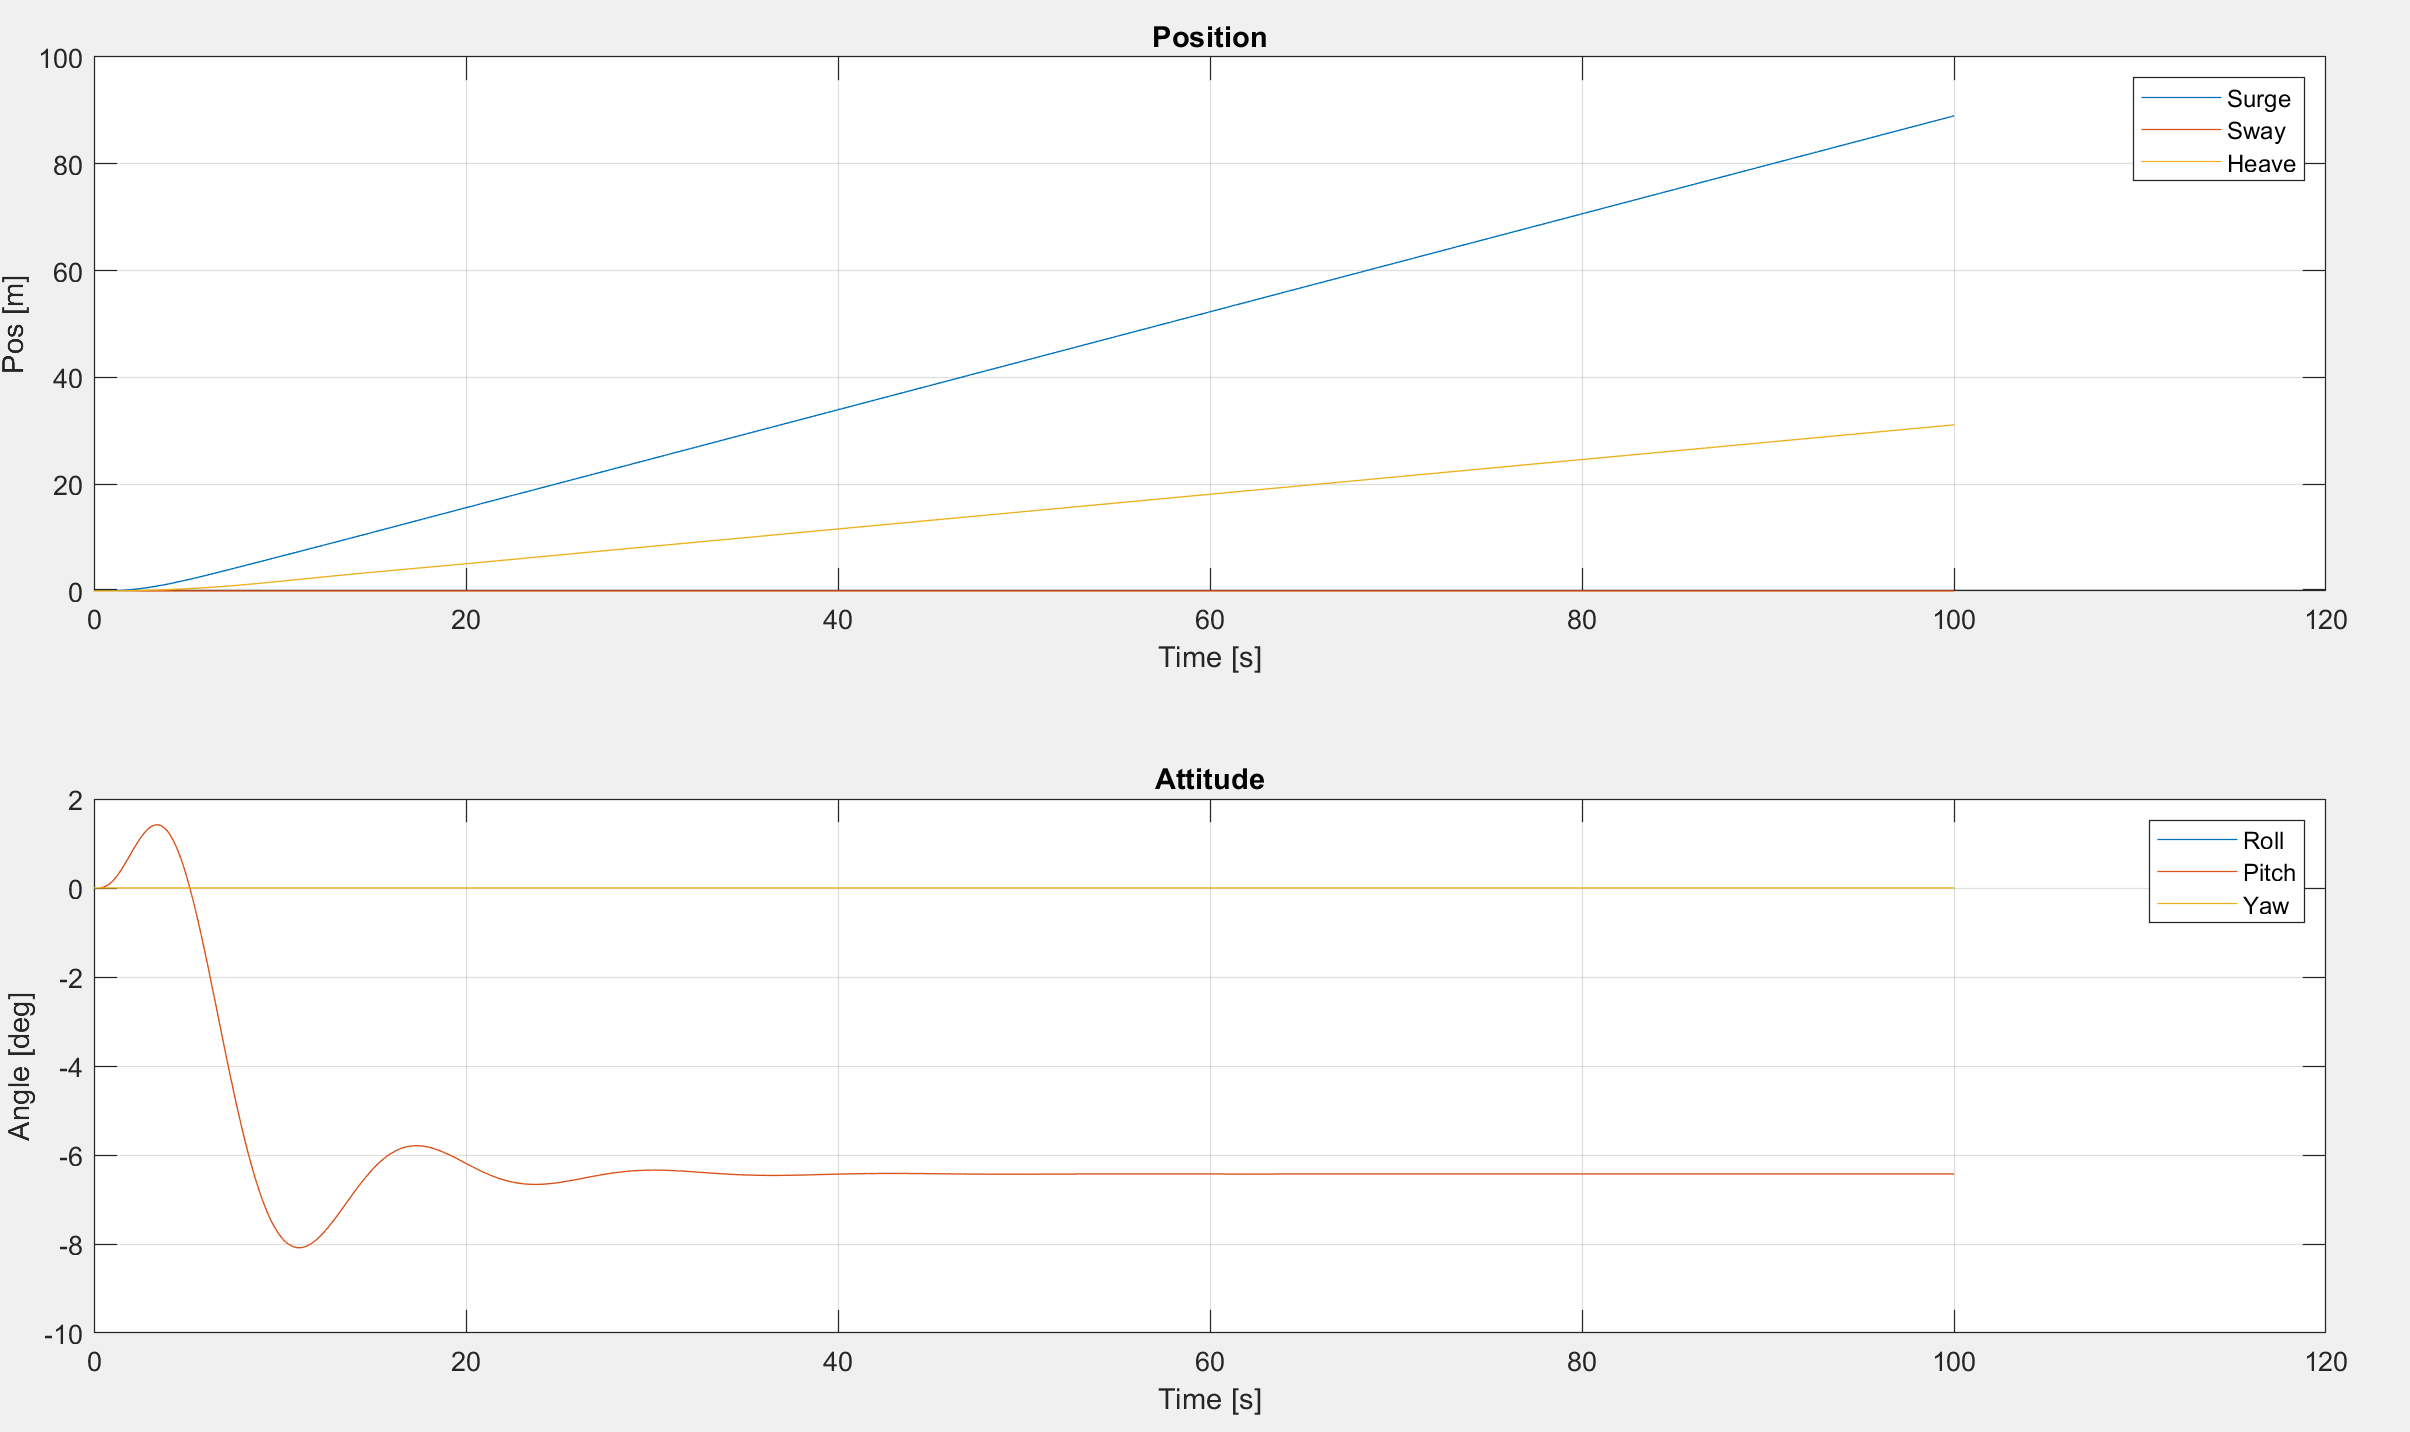 Position
100
80
60
40
20
0
Pos [m]
0 20 40 60 80 100 120
Time [s]
Surge
Sway
Heave
Attitude
2
0
-2
-4
-6
-8
-10
Angle [deg]
0 20 40 60 80 100 120
Time [s]
Roll
Pitch
Yaw